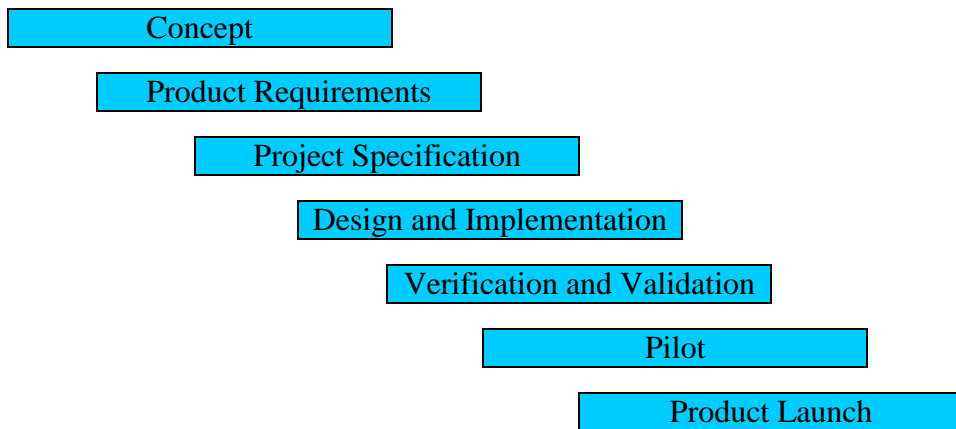 Concept
Product Requirements
Project Specification
Design and Implementation
Verification and Validation
Pilot
Product Launch